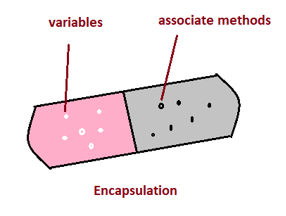 variables
associate methods
Encapsulation